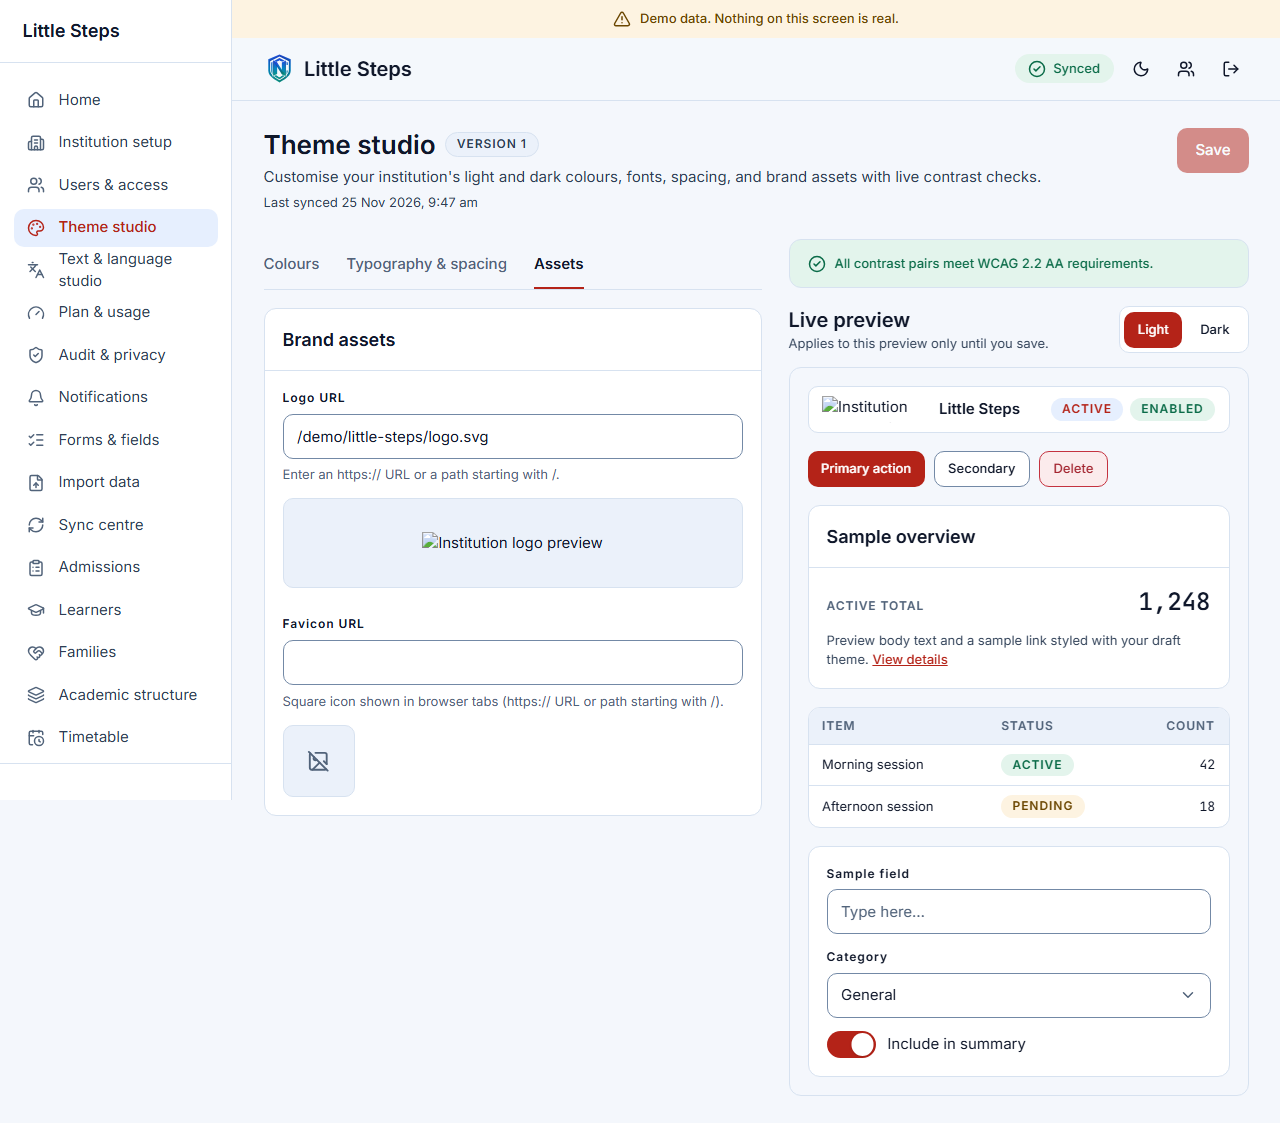 Little Steps
Home
Institution setup
Users & access
Theme studio
Text & language
studio
Plan & usage
Audit & privacy
Notifications
Forms & fields
Import data
Sync centre
Admissions
Learners
Families
Academic structure
Timetable
Demo data. Nothing on this screen is real.
Little Steps
Synced
Theme studio
VERSION 1
Save
Customise your institution's light and dark colours, fonts, spacing, and brand assets with live contrast checks.
Last synced 25 Nov 2026, 9:47 am
Colours
Typography & spacing
Assets
Brand assets
Logo URL
/demo/little-steps/logo.svg
Enter an https:// URL or a path starting with /.
Institution logo preview
Favicon URL
Square icon shown in browser tabs (https:// URL or path starting with /).
All contrast pairs meet WCAG 2.2 AA requirements.
Live preview
Applies to this preview only until you save.
Light
Dark
Institution
Little Steps
ACTIVE
ENABLED
Primary action
Secondary
Delete
Sample overview
ACTIVE TOTAL
1,248
Preview body text and a sample link styled with your draft
theme. View details
ITEM
STATUS
COUNT
Morning session
ACTIVE
42
Afternoon session
PENDING
18
Sample field
Type here...
Category
General
Include in summary